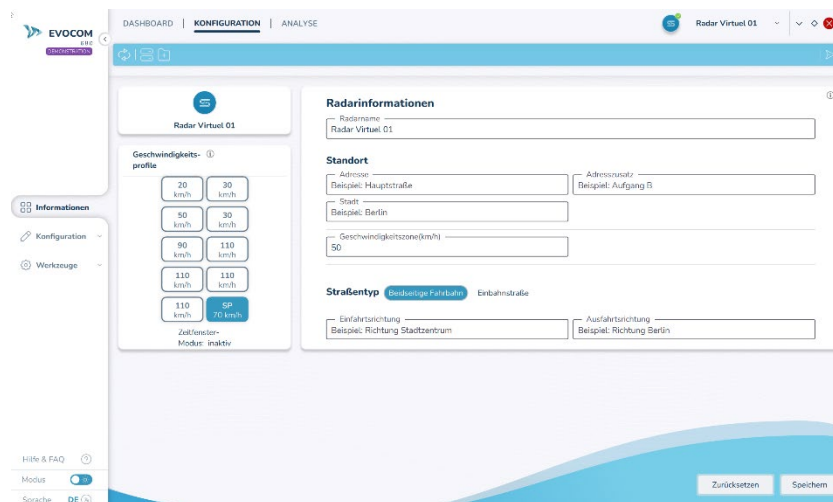 EVOCOM
DEMONSTRATION
DASHBOARD
KONFIGURATION
ANALYSE
Radar Virtuel 01
Radar Virtuel 01
Geschwindigkeits-
profile
20
km/h
30
km/h
50
km/h
30
km/h
90
km/h
110
km/h
110
km/h
110
km/h
110
km/h
SP
70 km/h
Zeitfenster-
Modus: inaktiv
Radarinformationen
Radarname
Radar Virtuel 01
Standort
Adresse
Beispiel: Hauptstraße
Adresszusatz
Beispiel: Aufgang B
Stadt
Beispiel: Berlin
Geschwindigkeitszone(km/h)
50
Straßentyp
Beidseitige Fahrbahn
Einbahnstraße
Einfahrtsrichtung
Beispiel: Richtung Stadtzentrum
Ausfahrtsrichtung
Beispiel: Richtung Berlin
Informationen
Konfiguration
Werkzeuge
Hilfe & FAQ
Modus
Sprache
DE
Zurücksetzen
Speichern